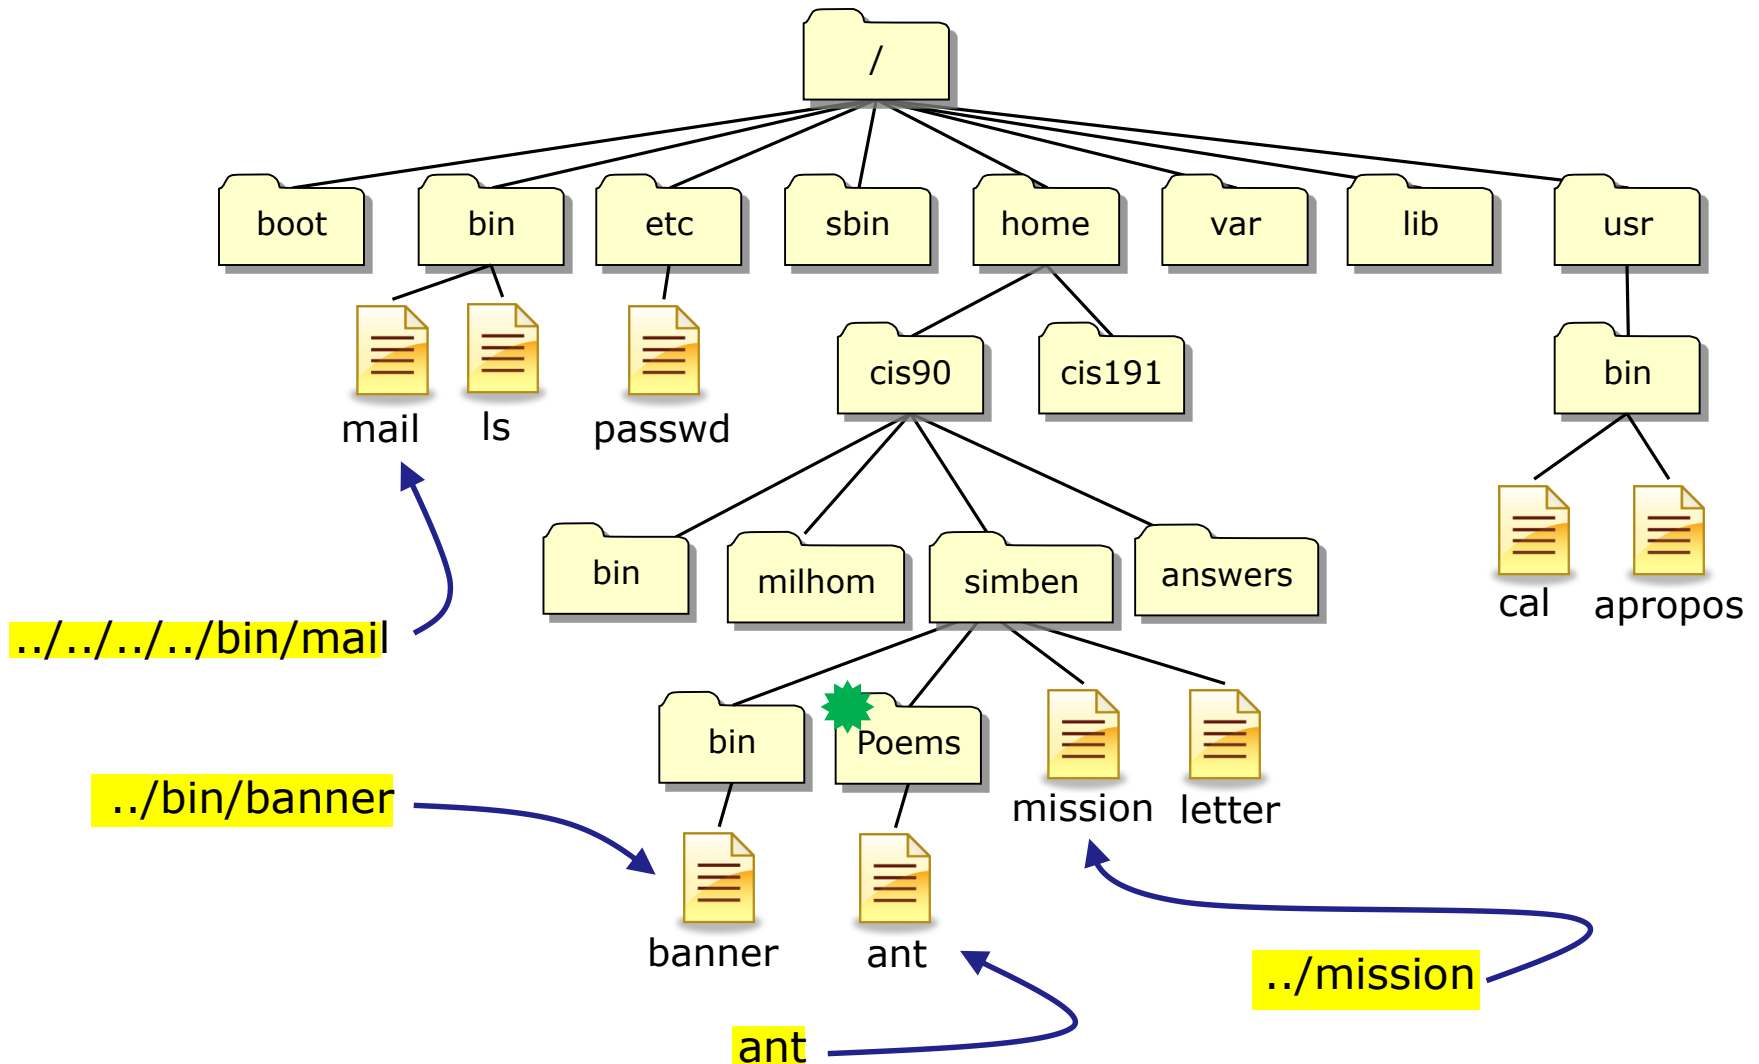 /
boot
bin
etc
sbin
home
var
lib
usr
mail
ls
passwd
cis90
cis191
bin
cal
apropos
bin
milhom
simben
answers
../../../../bin/mail
bin
Poems
mission
letter
../bin/banner
banner
ant
../mission
ant